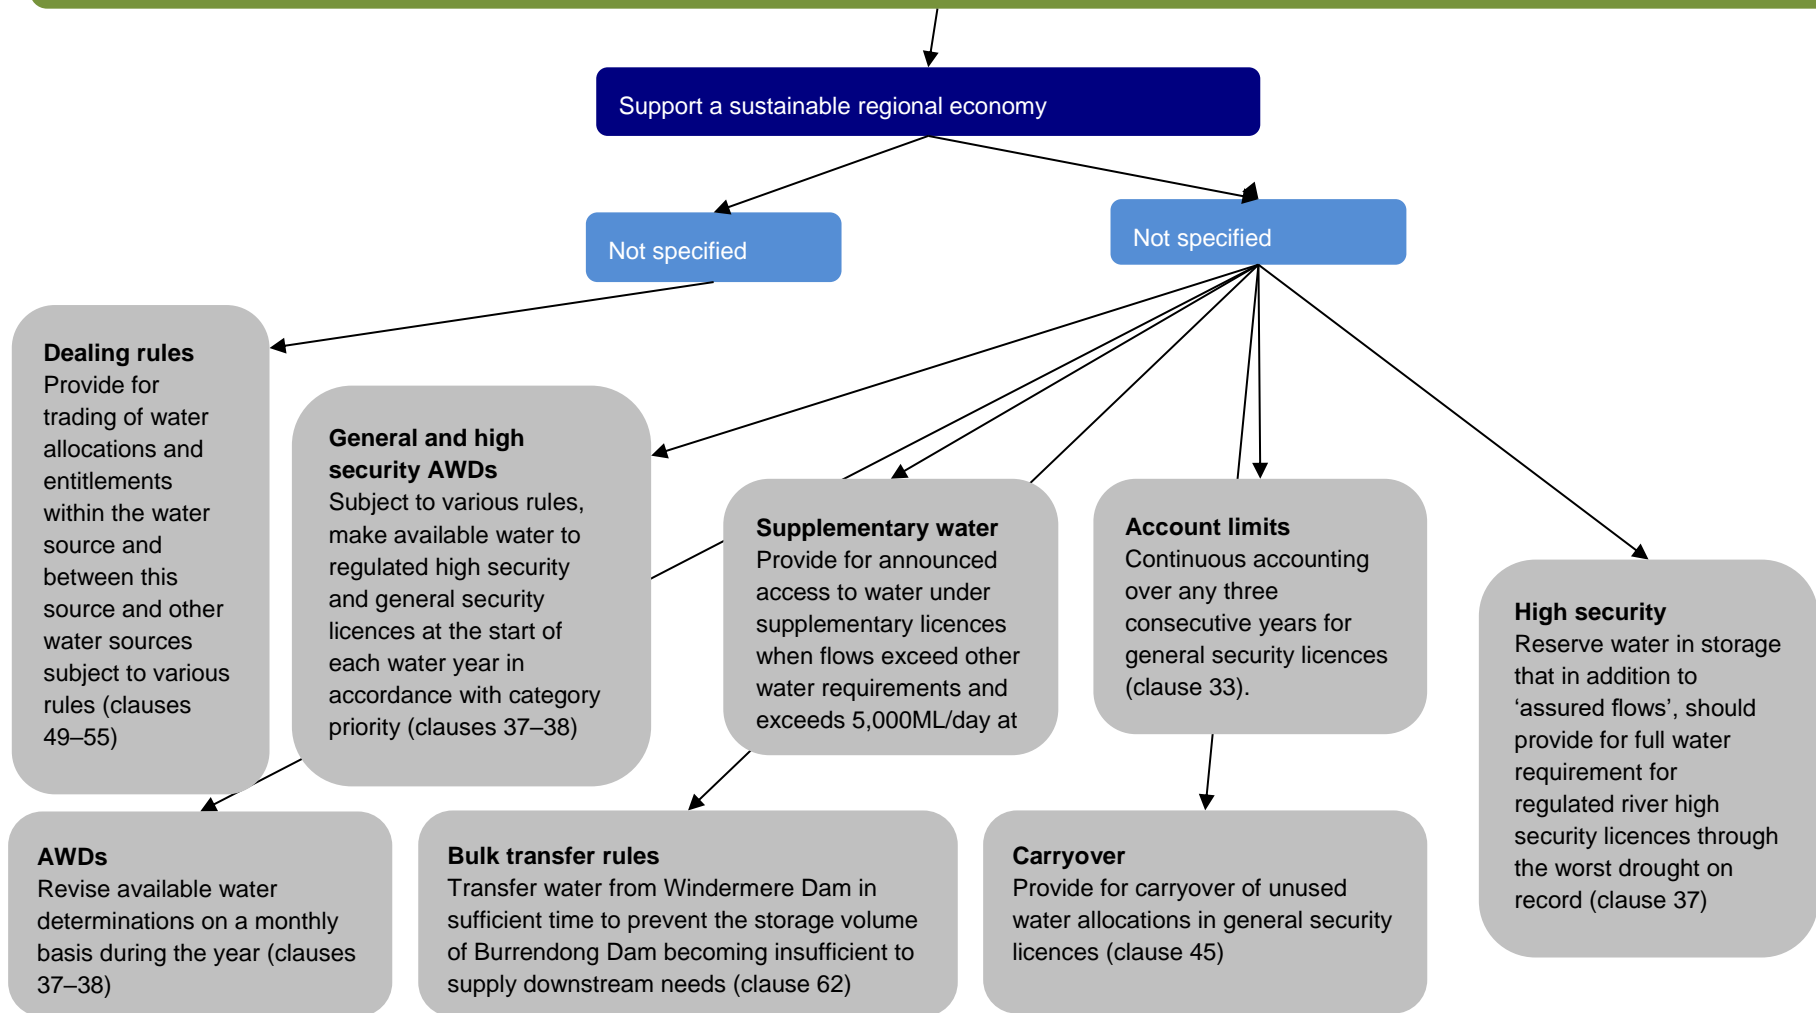 Support a sustainable regional economy
Not specified
Not specified
Dealing rules
Provide for
trading of water
allocations and
entitlements
within the water
source and
between this
source and other
water sources
subject to various
rules (clauses
49–55)
General and high
security AWDs
Subject to various rules,
make available water to
regulated high security
and general security
licences at the start of
each water year in
accordance with category
priority (clauses 37–38)
Supplementary water
Provide for announced
access to water under
supplementary licences
when flows exceed other
water requirements and
exceeds 5,000ML/day at
Account limits
Continuous accounting
over any three
consecutive years for
general security licences
(clause 33).
High security
Reserve water in storage
that in addition to
‘assured flows’, should
provide for full water
requirement for
regulated river high
security licences through
the worst drought on
record (clause 37)
AWDs
Revise available water
determinations on a monthly
basis during the year (clauses
37–38)
Bulk transfer rules
Transfer water from Windermere Dam in
sufficient time to prevent the storage volume
of Burrendong Dam becoming insufficient to
supply downstream needs (clause 62)
Carryover
Provide for carryover of unused
water allocations in general security
licences (clause 45)